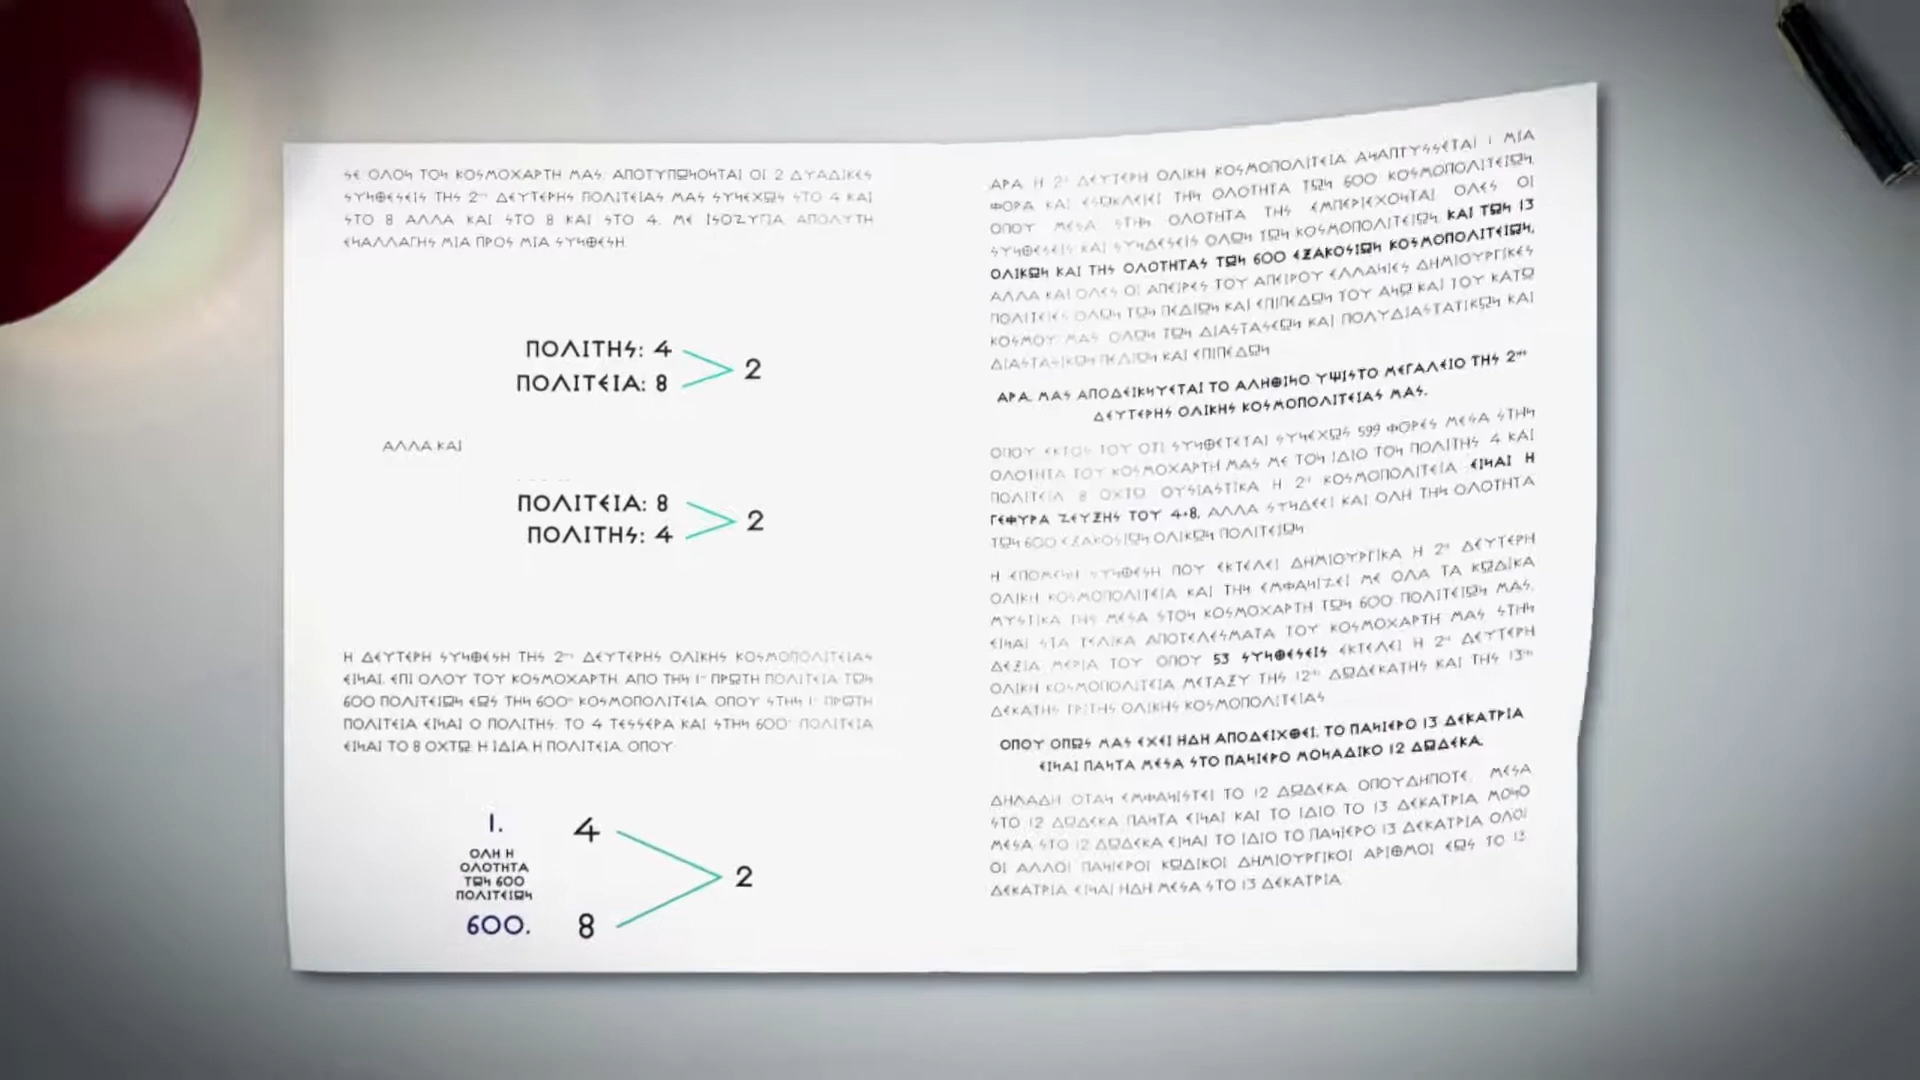 ΣΕ ΟΛΟΝ ΤΟΝ ΚΟΣΜΟΧΑΡΤΗ ΜΑΣ, ΑΠΟΤΥΠΩΝΟΝΤΑΙ ΟΙ 2 ΔΥΑΔΙΚΕΣ
ΣΥΝΘΕΣΕΙΣ ΤΗΣ 2ας ΔΕΥΤΕΡΗΣ ΠΟΛΙΤΕΙΑΣ ΜΑΣ ΣΥΝΕΧΩΣ ΣΤΟ 4 ΚΑΙ
ΣΤΟ 8 ΑΛΛΑ ΚΑΙ ΣΤΟ 8 ΚΑΙ ΣΤΟ 4, ΜΕ ΙΣΟΖΥΓΙΑ ΑΠΟΛΥΤΗ
ΕΝΑΛΛΑΓΗΣ ΜΙΑ ΠΡΟΣ ΜΙΑ ΣΥΝΘΕΣΗ.
ΠΟΛΙΤΗΣ: 4
2
ΠΟΛΙΤΕΙΑ: 8
ΑΛΛΑ ΚΑΙ
ΠΟΛΙΤΕΙΑ: 8
2
ΠΟΛΙΤΗΣ: 4
Η ΔΕΥΤΕΡΗ ΣΥΝΘΕΣΗ ΤΗΣ 2ας ΔΕΥΤΕΡΗΣ ΟΛΙΚΗΣ ΚΟΣΜΟΠΟΛΙΤΕΙΑΣ
ΕΙΝΑΙ, ΕΠΙ ΟΛΟΥ ΤΟΥ ΚΟΣΜΟΧΑΡΤΗ, ΑΠΟ ΤΗΝ 1η ΠΡΩΤΗ ΠΟΛΙΤΕΙΑ ΤΩΝ
600 ΠΟΛΙΤΕΙΩΝ ΕΩΣ ΤΗΝ 600η ΚΟΣΜΟΠΟΛΙΤΕΙΑ, ΟΠΟΥ ΣΤΗΝ 1η ΠΡΩΤΗ
ΠΟΛΙΤΕΙΑ ΕΙΝΑΙ Ο ΠΟΛΙΤΗΣ, ΤΟ 4 ΤΕΣΣΕΡΑ ΚΑΙ ΣΤΗΝ 600η ΠΟΛΙΤΕΙΑ
ΕΙΝΑΙ ΤΟ 8 ΟΧΤΩ, Η ΙΔΙΑ Η ΠΟΛΙΤΕΙΑ, ΟΠΟΥ
1.
4
ΟΛΗ Η
ΟΛΟΤΗΤΑ
ΤΩΝ 600
ΠΟΛΙΤΕΙΩΝ
2
600.
8
ΑΡΑ, Η 2α ΔΕΥΤΕΡΗ ΟΛΙΚΗ ΚΟΣΜΟΠΟΛΙΤΕΙΑ ΑΝΑΠΤΥΣΣΕΤΑΙ 1 ΜΙΑ
ΦΟΡΑ ΚΑΙ ΕΣΩΚΛΕΙΕΙ ΤΗΝ ΟΛΟΤΗΤΑ ΤΩΝ 600 ΚΟΣΜΟΠΟΛΙΤΕΙΩΝ,
ΟΠΟΥ ΜΕΣΑ ΣΤΗΝ ΟΛΟΤΗΤΑ ΤΗΣ ΕΜΠΕΡΙΕΧΟΝΤΑΙ ΟΛΕΣ ΟΙ
ΣΥΝΘΕΣΕΙΣ ΚΑΙ ΣΥΝΔΕΣΕΙΣ ΟΛΩΝ ΤΩΝ ΚΟΣΜΟΠΟΛΙΤΕΙΩΝ, ΚΑΙ ΤΩΝ 13
ΟΛΙΚΩΝ ΚΑΙ ΤΗΣ ΟΛΟΤΗΤΑΣ ΤΩΝ 600 ΕΞΑΚΟΣΙΩΝ ΚΟΣΜΟΠΟΛΙΤΕΙΩΝ,
ΑΛΛΑ ΚΑΙ ΟΛΕΣ ΟΙ ΑΠΕΙΡΕΣ ΤΟΥ ΑΠΕΙΡΟΥ ΕΛΛΑΝΙΕΣ ΔΗΜΙΟΥΡΓΙΚΕΣ
ΠΟΛΙΤΕΙΕΣ ΟΛΩΝ ΤΩΝ ΠΕΔΙΩΝ ΚΑΙ ΕΠΙΠΕΔΩΝ ΤΟΥ ΑΝΩ ΚΑΙ ΤΟΥ ΚΑΤΩ
ΚΟΣΜΟΥ ΜΑΣ ΟΛΩΝ ΤΩΝ ΔΙΑΣΤΑΣΕΩΝ ΚΑΙ ΠΟΛΥΔΙΑΣΤΑΤΙΚΩΝ ΚΑΙ
ΔΙΑΣΤΑΣΙΚΩΝ ΠΕΔΙΩΝ ΚΑΙ ΕΠΙΠΕΔΩΝ.
ΑΡΑ, ΜΑΣ ΑΠΟΔΕΙΚΝΥΕΤΑΙ ΤΟ ΑΛΗΘΙΝΟ ΥΨΙΣΤΟ ΜΕΓΑΛΕΙΟ ΤΗΣ 2ας
ΔΕΥΤΕΡΗΣ ΟΛΙΚΗΣ ΚΟΣΜΟΠΟΛΙΤΕΙΑΣ ΜΑΣ.
ΟΠΟΥ ΕΚΤΟΣ ΤΟΥ ΟΤΙ ΣΥΝΘΕΤΕΤΑΙ ΣΥΝΕΧΩΣ 599 ΦΟΡΕΣ ΜΕΣΑ ΣΤΗΝ
ΟΛΟΤΗΤΑ ΤΟΥ ΚΟΣΜΟΧΑΡΤΗ ΜΑΣ ΜΕ ΤΟΝ ΙΔΙΟ ΤΟΝ ΠΟΛΙΤΗΣ 4 ΚΑΙ
ΠΟΛΙΤΕΙΑ 8 ΟΧΤΩ, ΟΥΣΙΑΣΤΙΚΑ Η 2α ΚΟΣΜΟΠΟΛΙΤΕΙΑ ΕΙΝΑΙ Η
ΓΕΦΥΡΑ ΖΕΥΞΗΣ ΤΟΥ 4+8, ΑΛΛΑ ΣΥΝΔΕΕΙ ΚΑΙ ΟΛΗ ΤΗΝ ΟΛΟΤΗΤΑ
ΤΩΝ 600 ΕΞΑΚΟΣΙΩΝ ΟΛΙΚΩΝ ΠΟΛΙΤΕΙΩΝ.
Η ΕΠΟΜΕΝΗ ΣΥΝΘΕΣΗ ΠΟΥ ΕΚΤΕΛΕΙ ΔΗΜΙΟΥΡΓΙΚΑ Η 2α ΔΕΥΤΕΡΗ
ΟΛΙΚΗ ΚΟΣΜΟΠΟΛΙΤΕΙΑ ΚΑΙ ΤΗΝ ΕΜΦΑΝΙΖΕΙ ΜΕ ΟΛΑ ΤΑ ΚΩΔΙΚΑ
ΜΥΣΤΙΚΑ ΤΗΣ ΜΕΣΑ ΣΤΟΝ ΚΟΣΜΟΧΑΡΤΗ ΤΩΝ 600 ΠΟΛΙΤΕΙΩΝ ΜΑΣ,
ΕΙΝΑΙ ΣΤΑ ΤΕΛΙΚΑ ΑΠΟΤΕΛΕΣΜΑΤΑ ΤΟΥ ΚΟΣΜΟΧΑΡΤΗ ΜΑΣ ΣΤΗΝ
ΔΕΞΙΑ ΜΕΡΙΑ ΤΟΥ ΟΠΟΥ 53 ΣΥΝΘΕΣΕΙΣ ΕΚΤΕΛΕΙ Η 2α ΔΕΥΤΕΡΗ
ΟΛΙΚΗ ΚΟΣΜΟΠΟΛΙΤΕΙΑ ΜΕΤΑΞΥ ΤΗΣ 12ης ΔΩΔΕΚΑΤΗΣ ΚΑΙ ΤΗΣ 13ης
ΔΕΚΑΤΗΣ ΤΡΙΤΗΣ ΟΛΙΚΗΣ ΚΟΣΜΟΠΟΛΙΤΕΙΑΣ.
ΟΠΟΥ ΟΠΩΣ ΜΑΣ ΕΧΕΙ ΗΔΗ ΑΠΟΔΕΙΧΘΕΙ, ΤΟ ΠΑΝΙΕΡΟ 13 ΔΕΚΑΤΡΙΑ
ΕΙΝΑΙ ΠΑΝΤΑ ΜΕΣΑ ΣΤΟ ΠΑΝΙΕΡΟ ΜΟΝΑΔΙΚΟ 12 ΔΩΔΕΚΑ.
ΔΗΛΑΔΗ ΟΤΑΝ ΕΜΦΑΝΙΣΤΕΙ ΤΟ 12 ΔΩΔΕΚΑ ΟΠΟΥΔΗΠΟΤΕ, ΜΕΣΑ
ΣΤΟ 12 ΔΩΔΕΚΑ ΠΑΝΤΑ ΕΙΝΑΙ ΚΑΙ ΤΟ ΙΔΙΟ ΤΟ 13 ΔΕΚΑΤΡΙΑ ΜΟΝΟ
ΜΕΣΑ ΣΤΟ 12 ΔΩΔΕΚΑ ΕΙΝΑΙ ΤΟ ΙΔΙΟ ΤΟ ΠΑΝΙΕΡΟ 13 ΔΕΚΑΤΡΙΑ ΟΛΟΙ
ΟΙ ΑΛΛΟΙ ΠΑΝΙΕΡΟΙ ΚΩΔΙΚΟΙ ΔΗΜΙΟΥΡΓΙΚΟΙ ΑΡΙΘΜΟΙ ΕΩΣ ΤΟ 13
ΔΕΚΑΤΡΙΑ ΕΙΝΑΙ ΗΔΗ ΜΕΣΑ ΣΤΟ 13 ΔΕΚΑΤΡΙΑ.